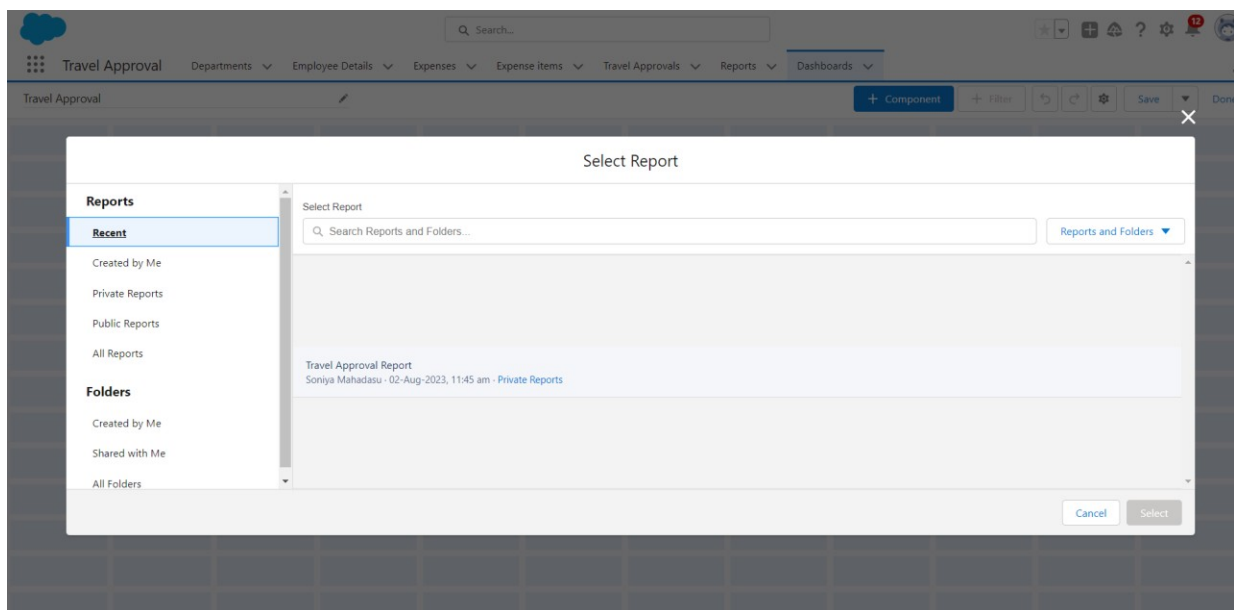 Search...
12
Travel Approval Departments Employee Details Expenses Expense items Travel Approvals Reports Dashboards
Travel Approval + Component + Filter Save Done
Select Report
Reports
Recent
Created by Me
Private Reports
Public Reports
All Reports
Folders
Created by Me
Shared with Me
All Folders
Select Report
Search Reports and Folders... Reports and Folders
Travel Approval Report
Soniya Mahadasu · 02-Aug-2023, 11:45 am · Private Reports
Cancel Select